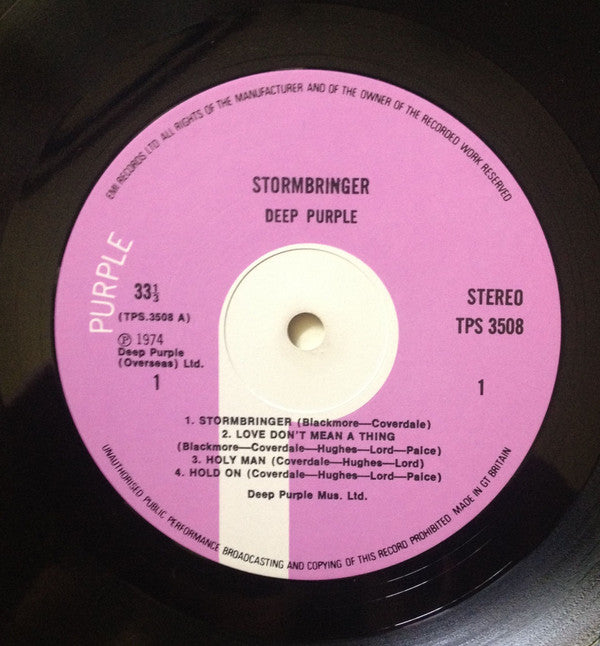 EMI RECORDS LTD. ALL RIGHTS OF THE MANUFACTURER AND OF THE OWNER OF THE RECORDED WORK RESERVED
STORMBRINGER
DEEP PURPLE
PURPLE
33⅓
(TPS.3508 A)
Ⓟ 1974
Deep Purple
(Overseas) Ltd.
1
STEREO
TPS 3508
1
1. STORMBRINGER (Blackmore—Coverdale)
2. LOVE DON'T MEAN A THING
(Blackmore—Coverdale—Hughes—Lord—Paice)
3. HOLY MAN (Coverdale—Hughes—Lord)
4. HOLD ON (Coverdale—Hughes—Lord—Paice)
Deep Purple Mus. Ltd.
UNAUTHORISED PUBLIC PERFORMANCE BROADCASTING AND COPYING OF THIS RECORD PROHIBITED MADE IN GT BRITAIN